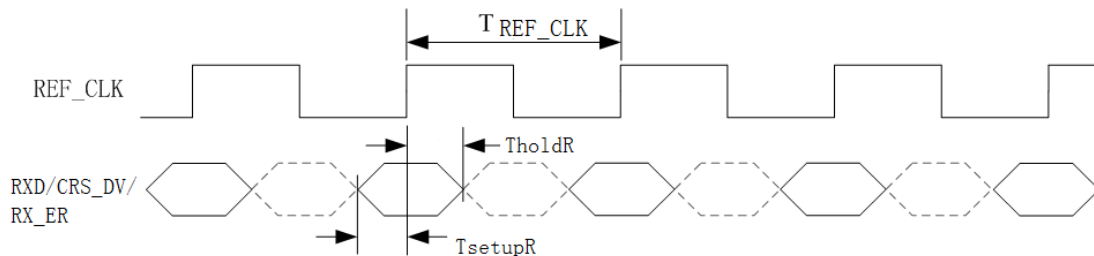 T REF_CLK
REF_CLK
TholdR
RXD/CRS_DV/
RX_ER
TsetupR